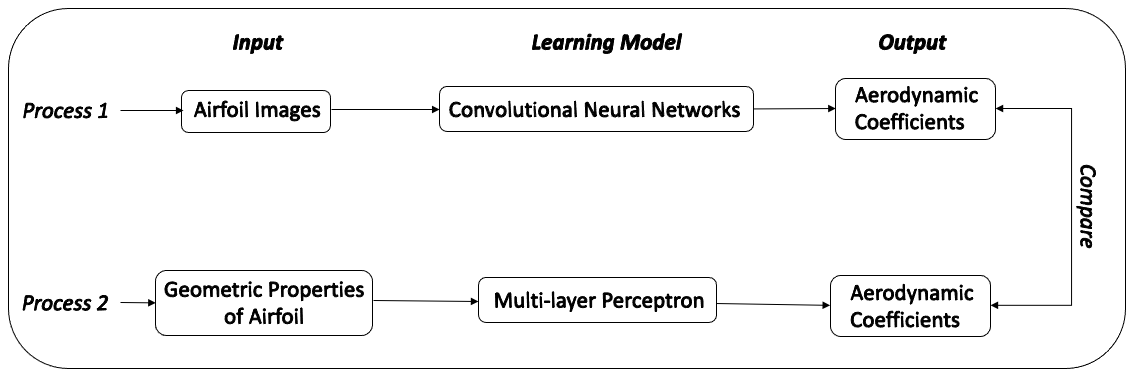 Input
Learning Model
Output
Process 1
Airfoil Images
Convolutional Neural Networks
Aerodynamic
Coefficients
Compare
Process 2
Geometric Properties
of Airfoil
Multi-layer Perceptron
Aerodynamic
Coefficients